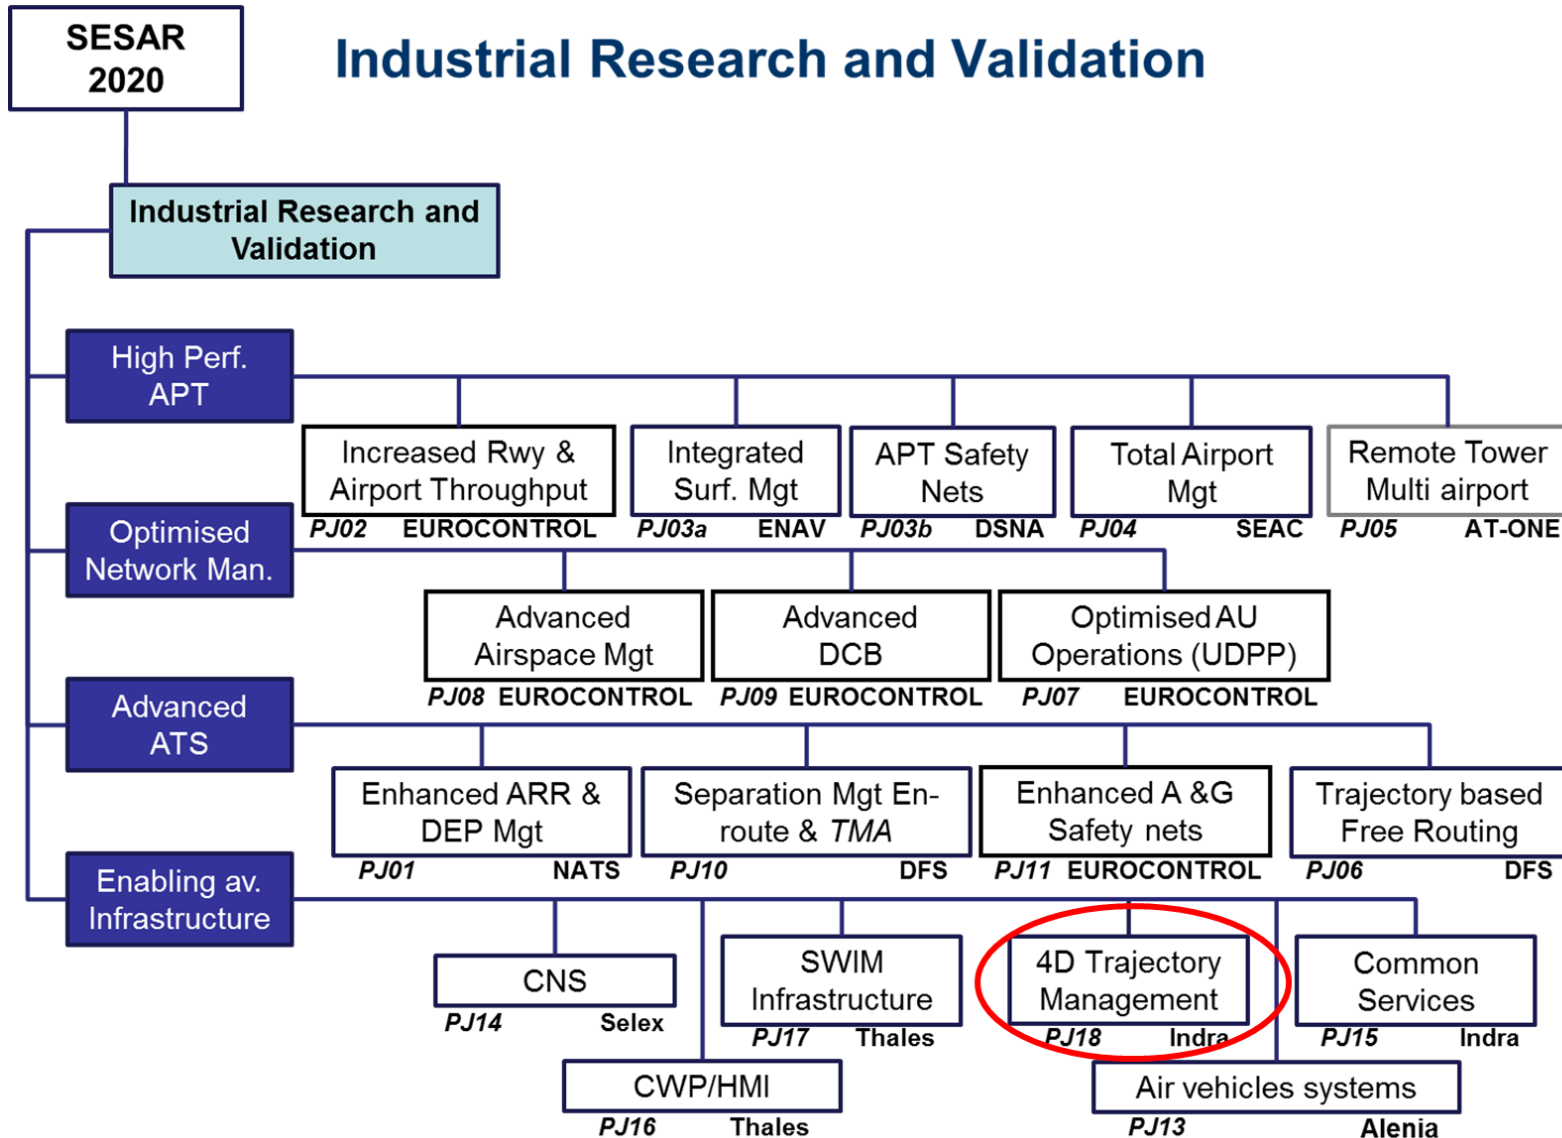 SESAR
2020
Industrial Research and Validation
Industrial Research and
Validation
High Perf.
APT
Increased Rwy &
Airport Throughput
PJ02 EUROCONTROL
Integrated
Surf. Mgt
PJ03a ENAV
APT Safety
Nets
PJ03b DSNA
Total Airport
Mgt
PJ04 SEAC
Remote Tower
Multi airport
PJ05 AT-ONE
Optimised
Network Man.
Advanced
Airspace Mgt
PJ08 EUROCONTROL
Advanced
DCB
PJ09 EUROCONTROL
Optimised AU
Operations (UDPP)
PJ07 EUROCONTROL
Advanced
ATS
Enhanced ARR &
DEP Mgt
PJ01 NATS
Separation Mgt En-
route & TMA
PJ10 DFS
Enhanced A &G
Safety nets
PJ11 EUROCONTROL
Trajectory based
Free Routing
PJ06 DFS
Enabling av.
Infrastructure
CNS
PJ14 Selex
SWIM
Infrastructure
PJ17 Thales
4D Trajectory
Management
PJ18 Indra
Common
Services
PJ15 Indra
CWP/HMI
PJ16 Thales
Air vehicles systems
PJ13 Alenia